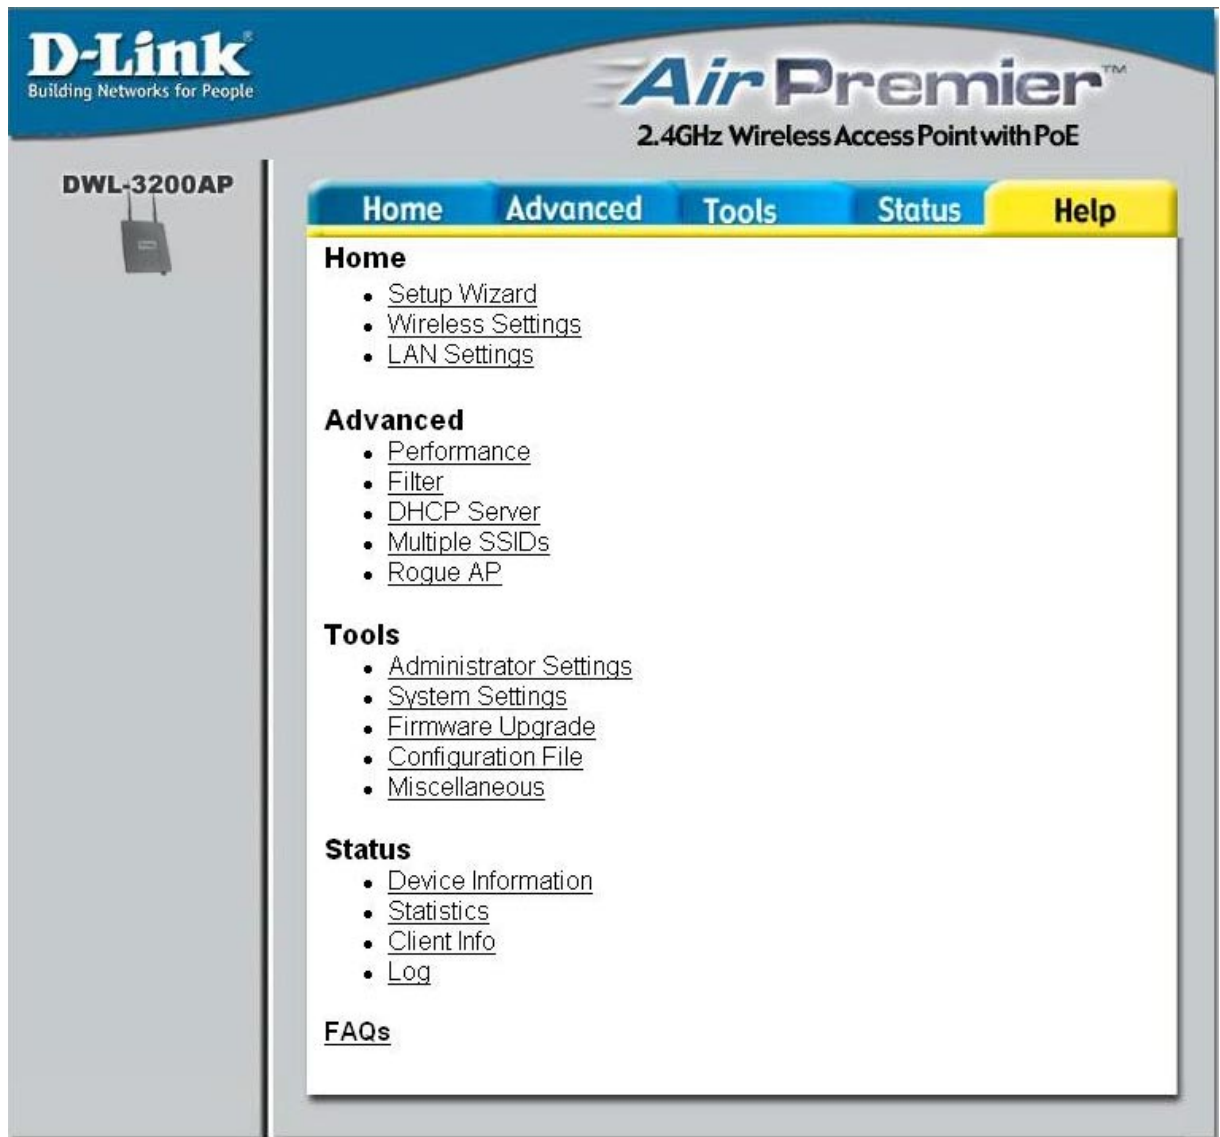 D-Link®
Building Networks for People
Air Premier™
2.4GHz Wireless Access Point with PoE
DWL-3200AP
Home Advanced Tools Status Help
Home
Setup Wizard
Wireless Settings
LAN Settings
Advanced
Performance
Filter
DHCP Server
Multiple SSIDs
Rogue AP
Tools
Administrator Settings
System Settings
Firmware Upgrade
Configuration File
Miscellaneous
Status
Device Information
Statistics
Client Info
Log
FAQs